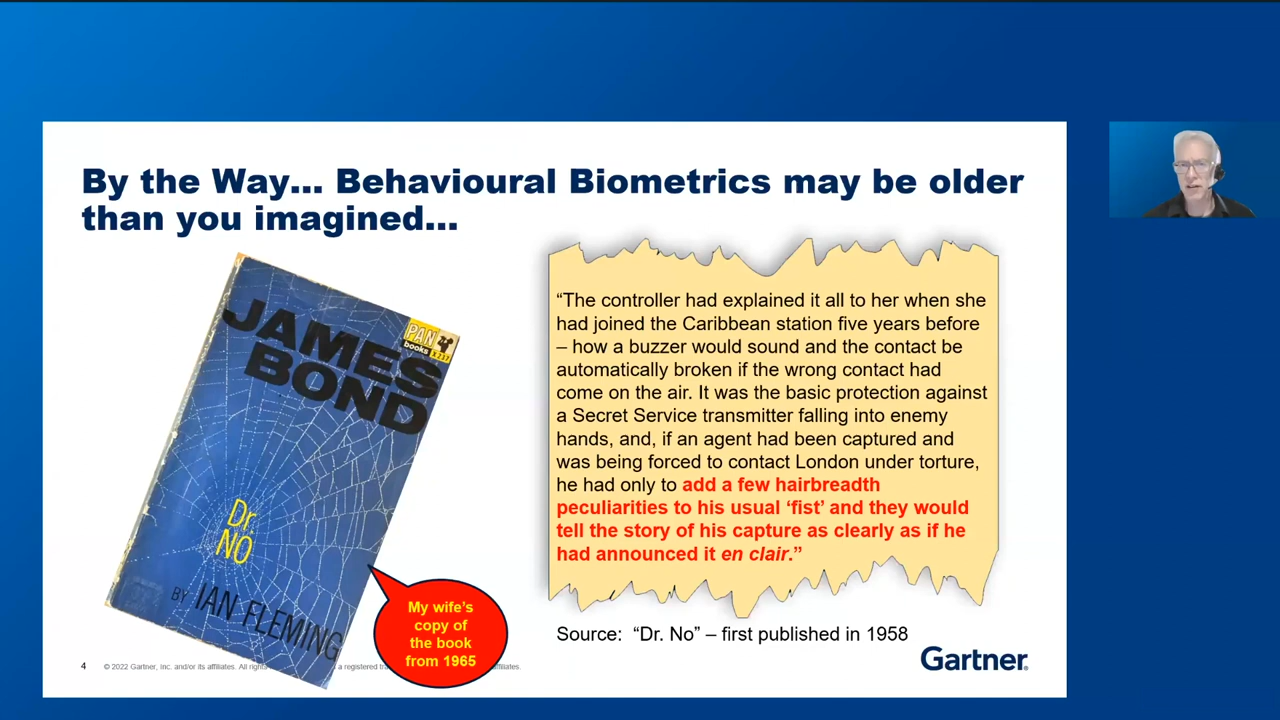 By the Way... Behavioural Biometrics may be older
than you imagined...
JAMES
BOND
PAN
books
X237
Dr.
NO
BY IAN FLEMING
My wife's
copy of
the book
from 1965
“The controller had explained it all to her when she
had joined the Caribbean station five years before
– how a buzzer would sound and the contact be
automatically broken if the wrong contact had
come on the air. It was the basic protection against
a Secret Service transmitter falling into enemy
hands, and, if an agent had been captured and
was being forced to contact London under torture,
he had only to add a few hairbreadth
peculiarities to his usual ‘fist’ and they would
tell the story of his capture as clearly as if he
had announced it en clair.”
Source: “Dr. No” – first published in 1958
4 © 2022 Gartner, Inc. and/or its affiliates. All a registered affiliates.
Gartner